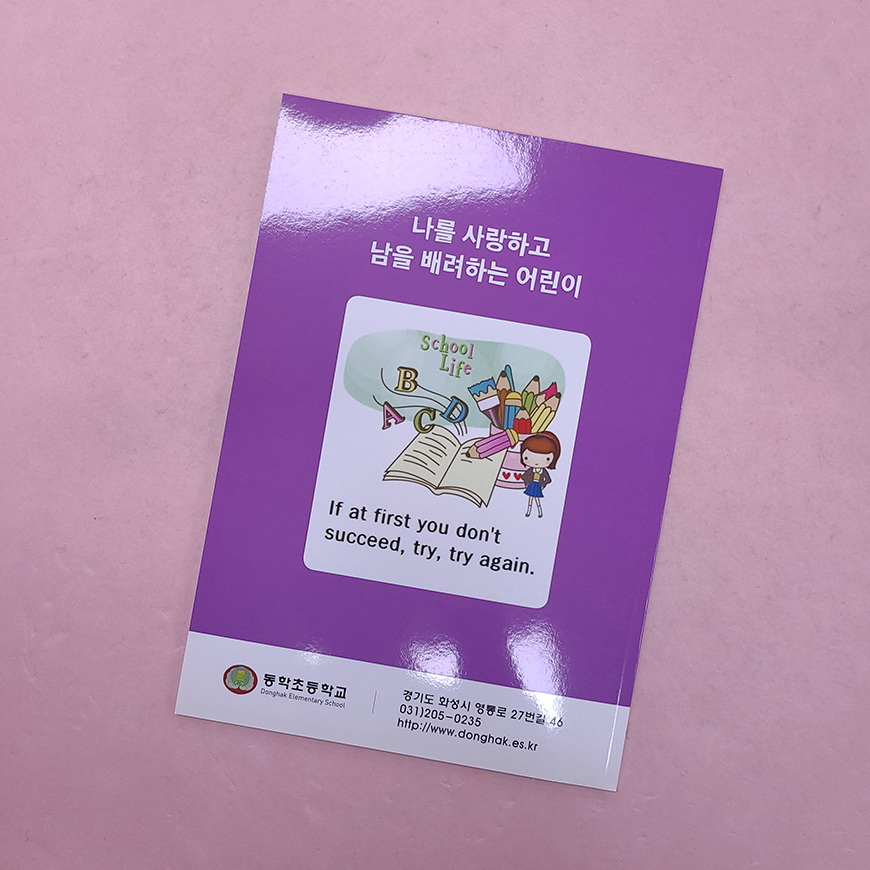 나를 사랑하고
남을 배려하는 어린이
School
Life
B
A C D
If at first you don't
succeed, try, try again.
동학초등학교
Donghak Elementary School
경기도 화성시 영통로 27번길 46
031)205-0235
http://www.donghak.es.kr